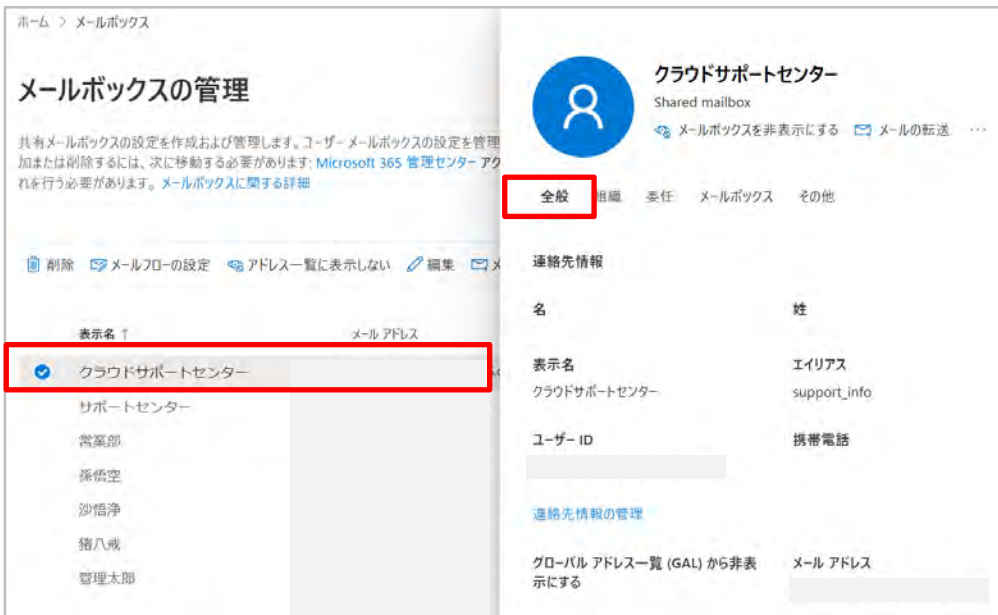 ホーム > メールボックス
メールボックスの管理
共有メールボックスの設定を作成および管理します。ユーザー メールボックスの設定を管理
加または削除するには、次に移動する必要があります: Microsoft 365 管理センター アク
れを行う必要があります。 メールボックスに関する詳細
削除 メールフローの設定 アドレス一覧に表示しない 編集
表示名 ↑ メール アドレス
クラウドサポートセンター
サポートセンター
営業部
孫悟空
沙悟浄
猪八戒
管理太郎
クラウドサポートセンター
Shared mailbox
メールボックスを非表示にする メールの転送 …
全般 組織 委任 メールボックス その他
連絡先情報
名 姓
表示名 エイリアス
クラウドサポートセンター support_info
ユーザー ID 携帯電話
連絡先情報の管理
グローバル アドレス一覧 (GAL) から非表 メール アドレス
示にする